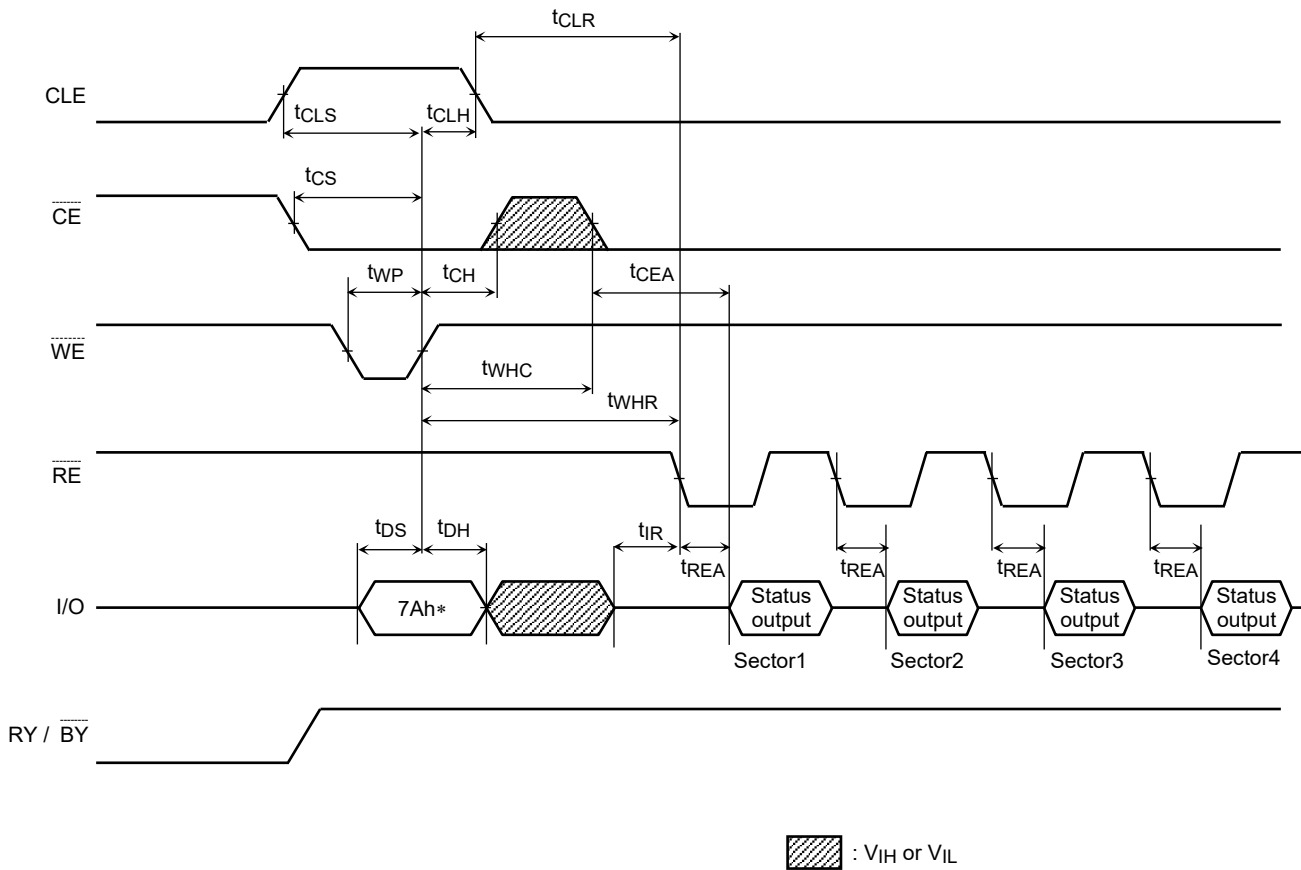 tCLR
CLE
tCLS
tCLH
tCS
CE
tWP
tCH
tCEA
WE
tWHC
tWHR
RE
tDS
tDH
tIR
tREA
tREA
tREA
tREA
I/O
7Ah*
Status output
Status output
Status output
Status output
Sector1
Sector2
Sector3
Sector4
RY / BY
: VIH or VIL